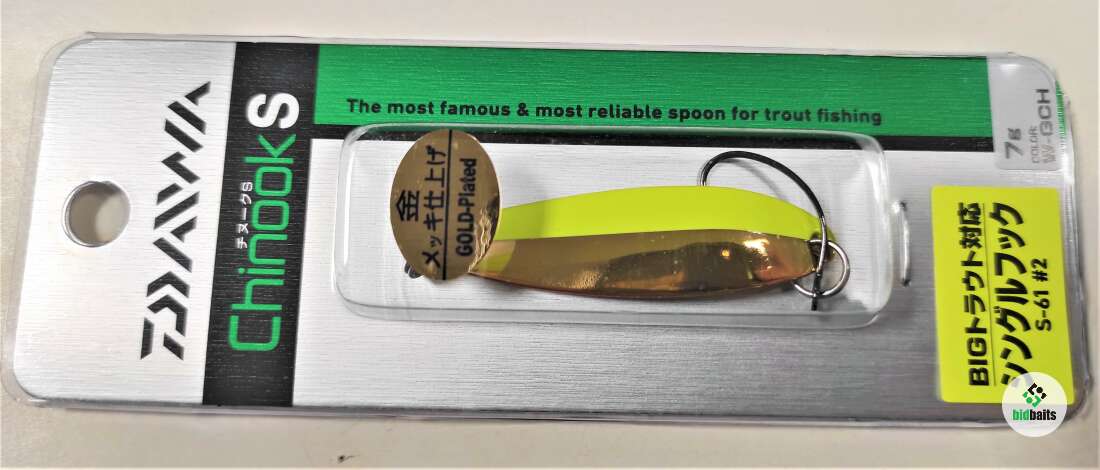 DAIWA
チヌークS
Chinook S
The most famous & most reliable spoon for trout fishing
金
メッキ仕上げ
GOLD-Plated
7g
COLOR:
W-GCH
BIGトラウト対応
シングルフック
S-61 #2
bidbaits